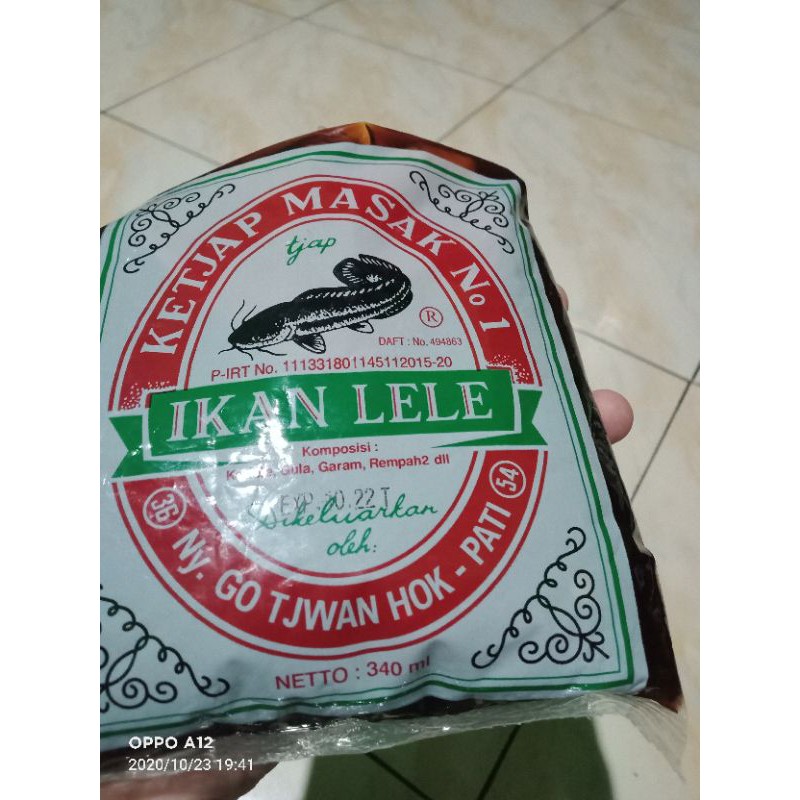 KETJAP MASAK No 1
tjap
®
DAFT : No. 494863
P-IRT No. 111331801145112015-20
IKAN LELE
Komposisi :
Gula, Garam, Rempah2 dll
EXP. 22 T
Dikeluarkan
oleh:
36
54
Ny. GO TJWAN HOK - PATI
NETTO : 340 ml
OPPO A12
2020/10/23 19:41